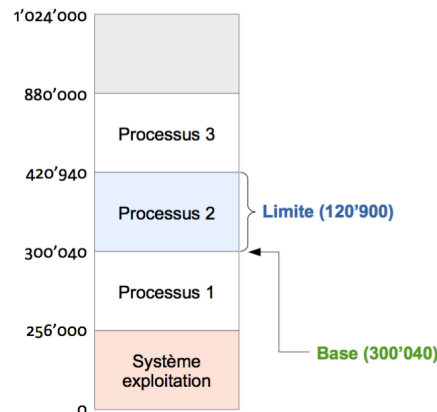 1'024'000
880'000
Processus 3
420'940
Processus 2
Limite (120'900)
300'040
Processus 1
256'000
Base (300'040)
Système
exploitation
0